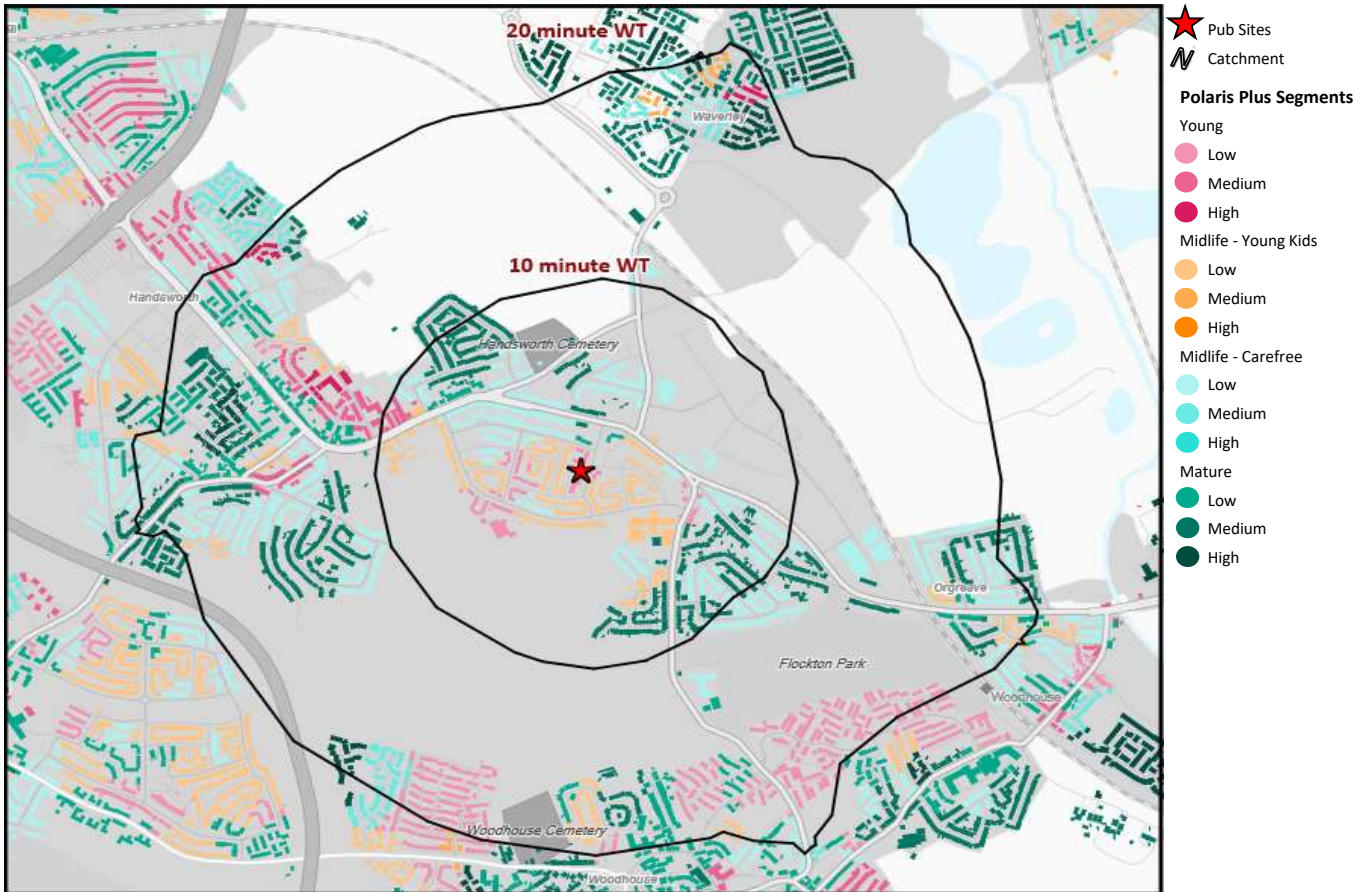 20 minute WT
Waverley
10 minute WT
Handsworth
Handsworth Cemetery
Orgreave
Flockton Park
Woodhouse
Woodhouse Cemetery
Woodhouse
Pub Sites
Catchment
Polaris Plus Segments
Young
Low
Medium
High
Midlife - Young Kids
Low
Medium
High
Midlife - Carefree
Low
Medium
High
Mature
Low
Medium
High